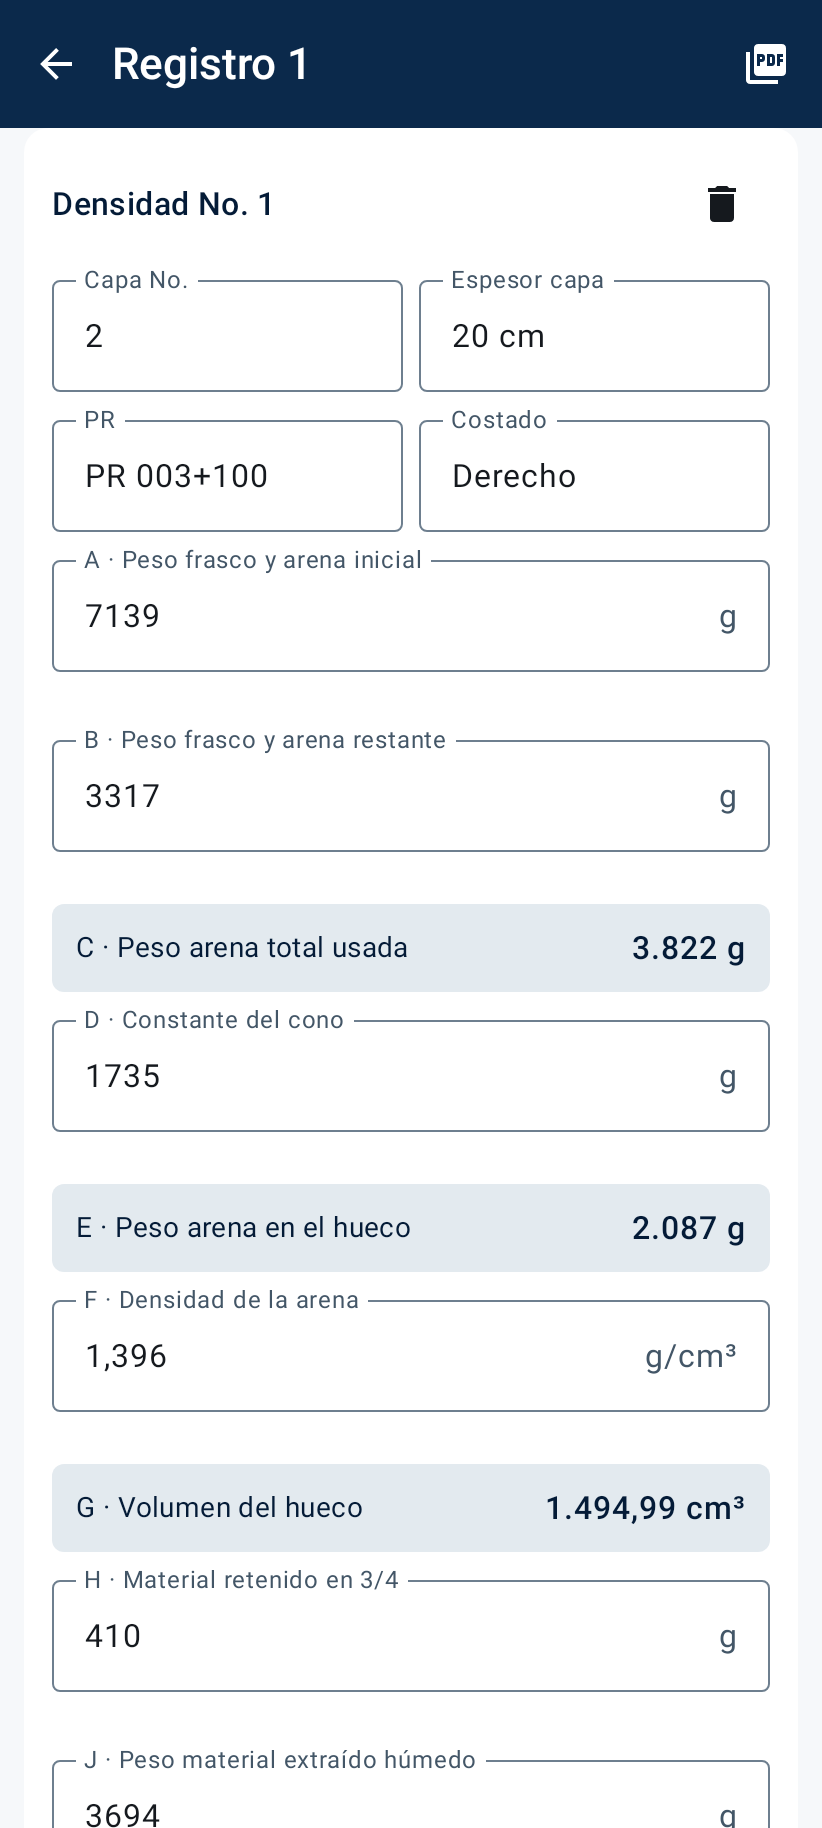 Registro 1
PDF
Densidad No. 1
Capa No.
2
Espesor capa
20 cm
PR
PR 003+100
Costado
Derecho
A · Peso frasco y arena inicial
7139 g
B · Peso frasco y arena restante
3317 g
C · Peso arena total usada 3.822 g
D · Constante del cono
1735 g
E · Peso arena en el hueco 2.087 g
F · Densidad de la arena
1,396 g/cm³
G · Volumen del hueco 1.494,99 cm³
H · Material retenido en 3/4
410 g
J · Peso material extraído húmedo
3694 g